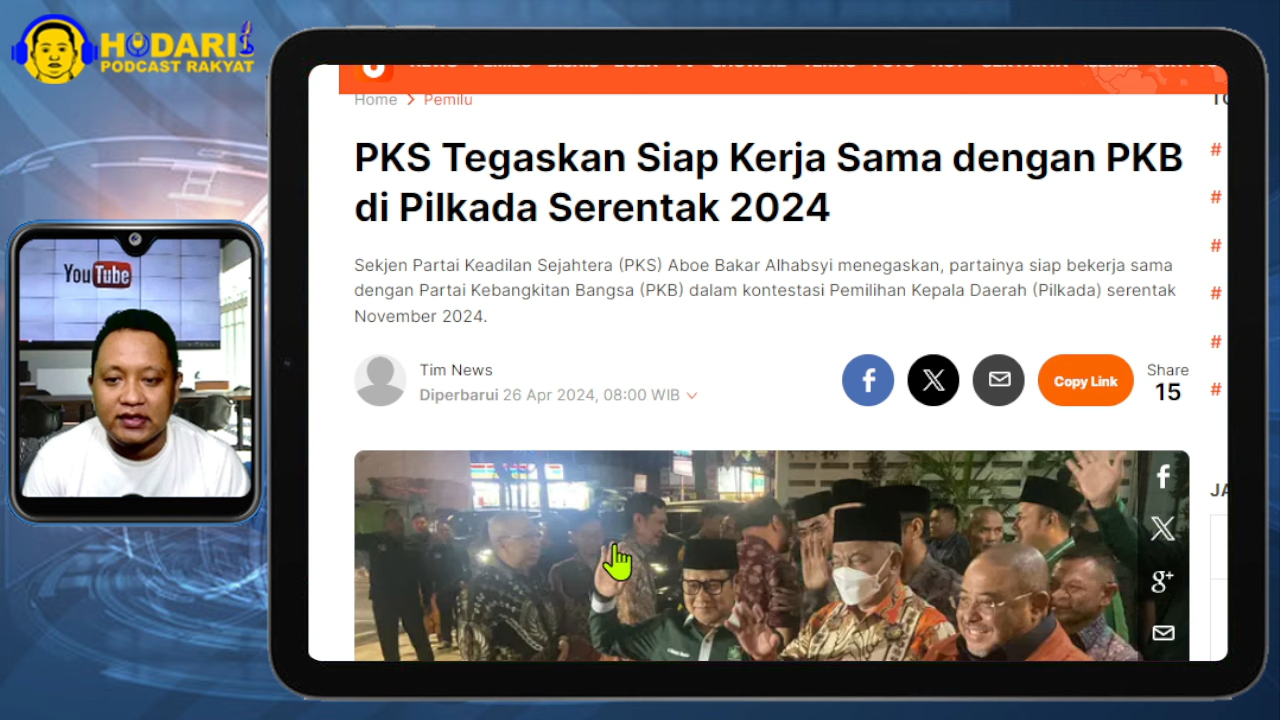 HODARI
PODCAST RAKYAT
YouTube
Home > Pemilu
PKS Tegaskan Siap Kerja Sama dengan PKB
di Pilkada Serentak 2024
Sekjen Partai Keadilan Sejahtera (PKS) Aboe Bakar Alhabsyi menegaskan, partainya siap bekerja sama
dengan Partai Kebangkitan Bangsa (PKB) dalam kontestasi Pemilihan Kepala Daerah (Pilkada) serentak
November 2024.
Tim News
Diperbarui 26 Apr 2024, 08:00 WIB
Copy Link
Share
15
#
#
#
#
#
#